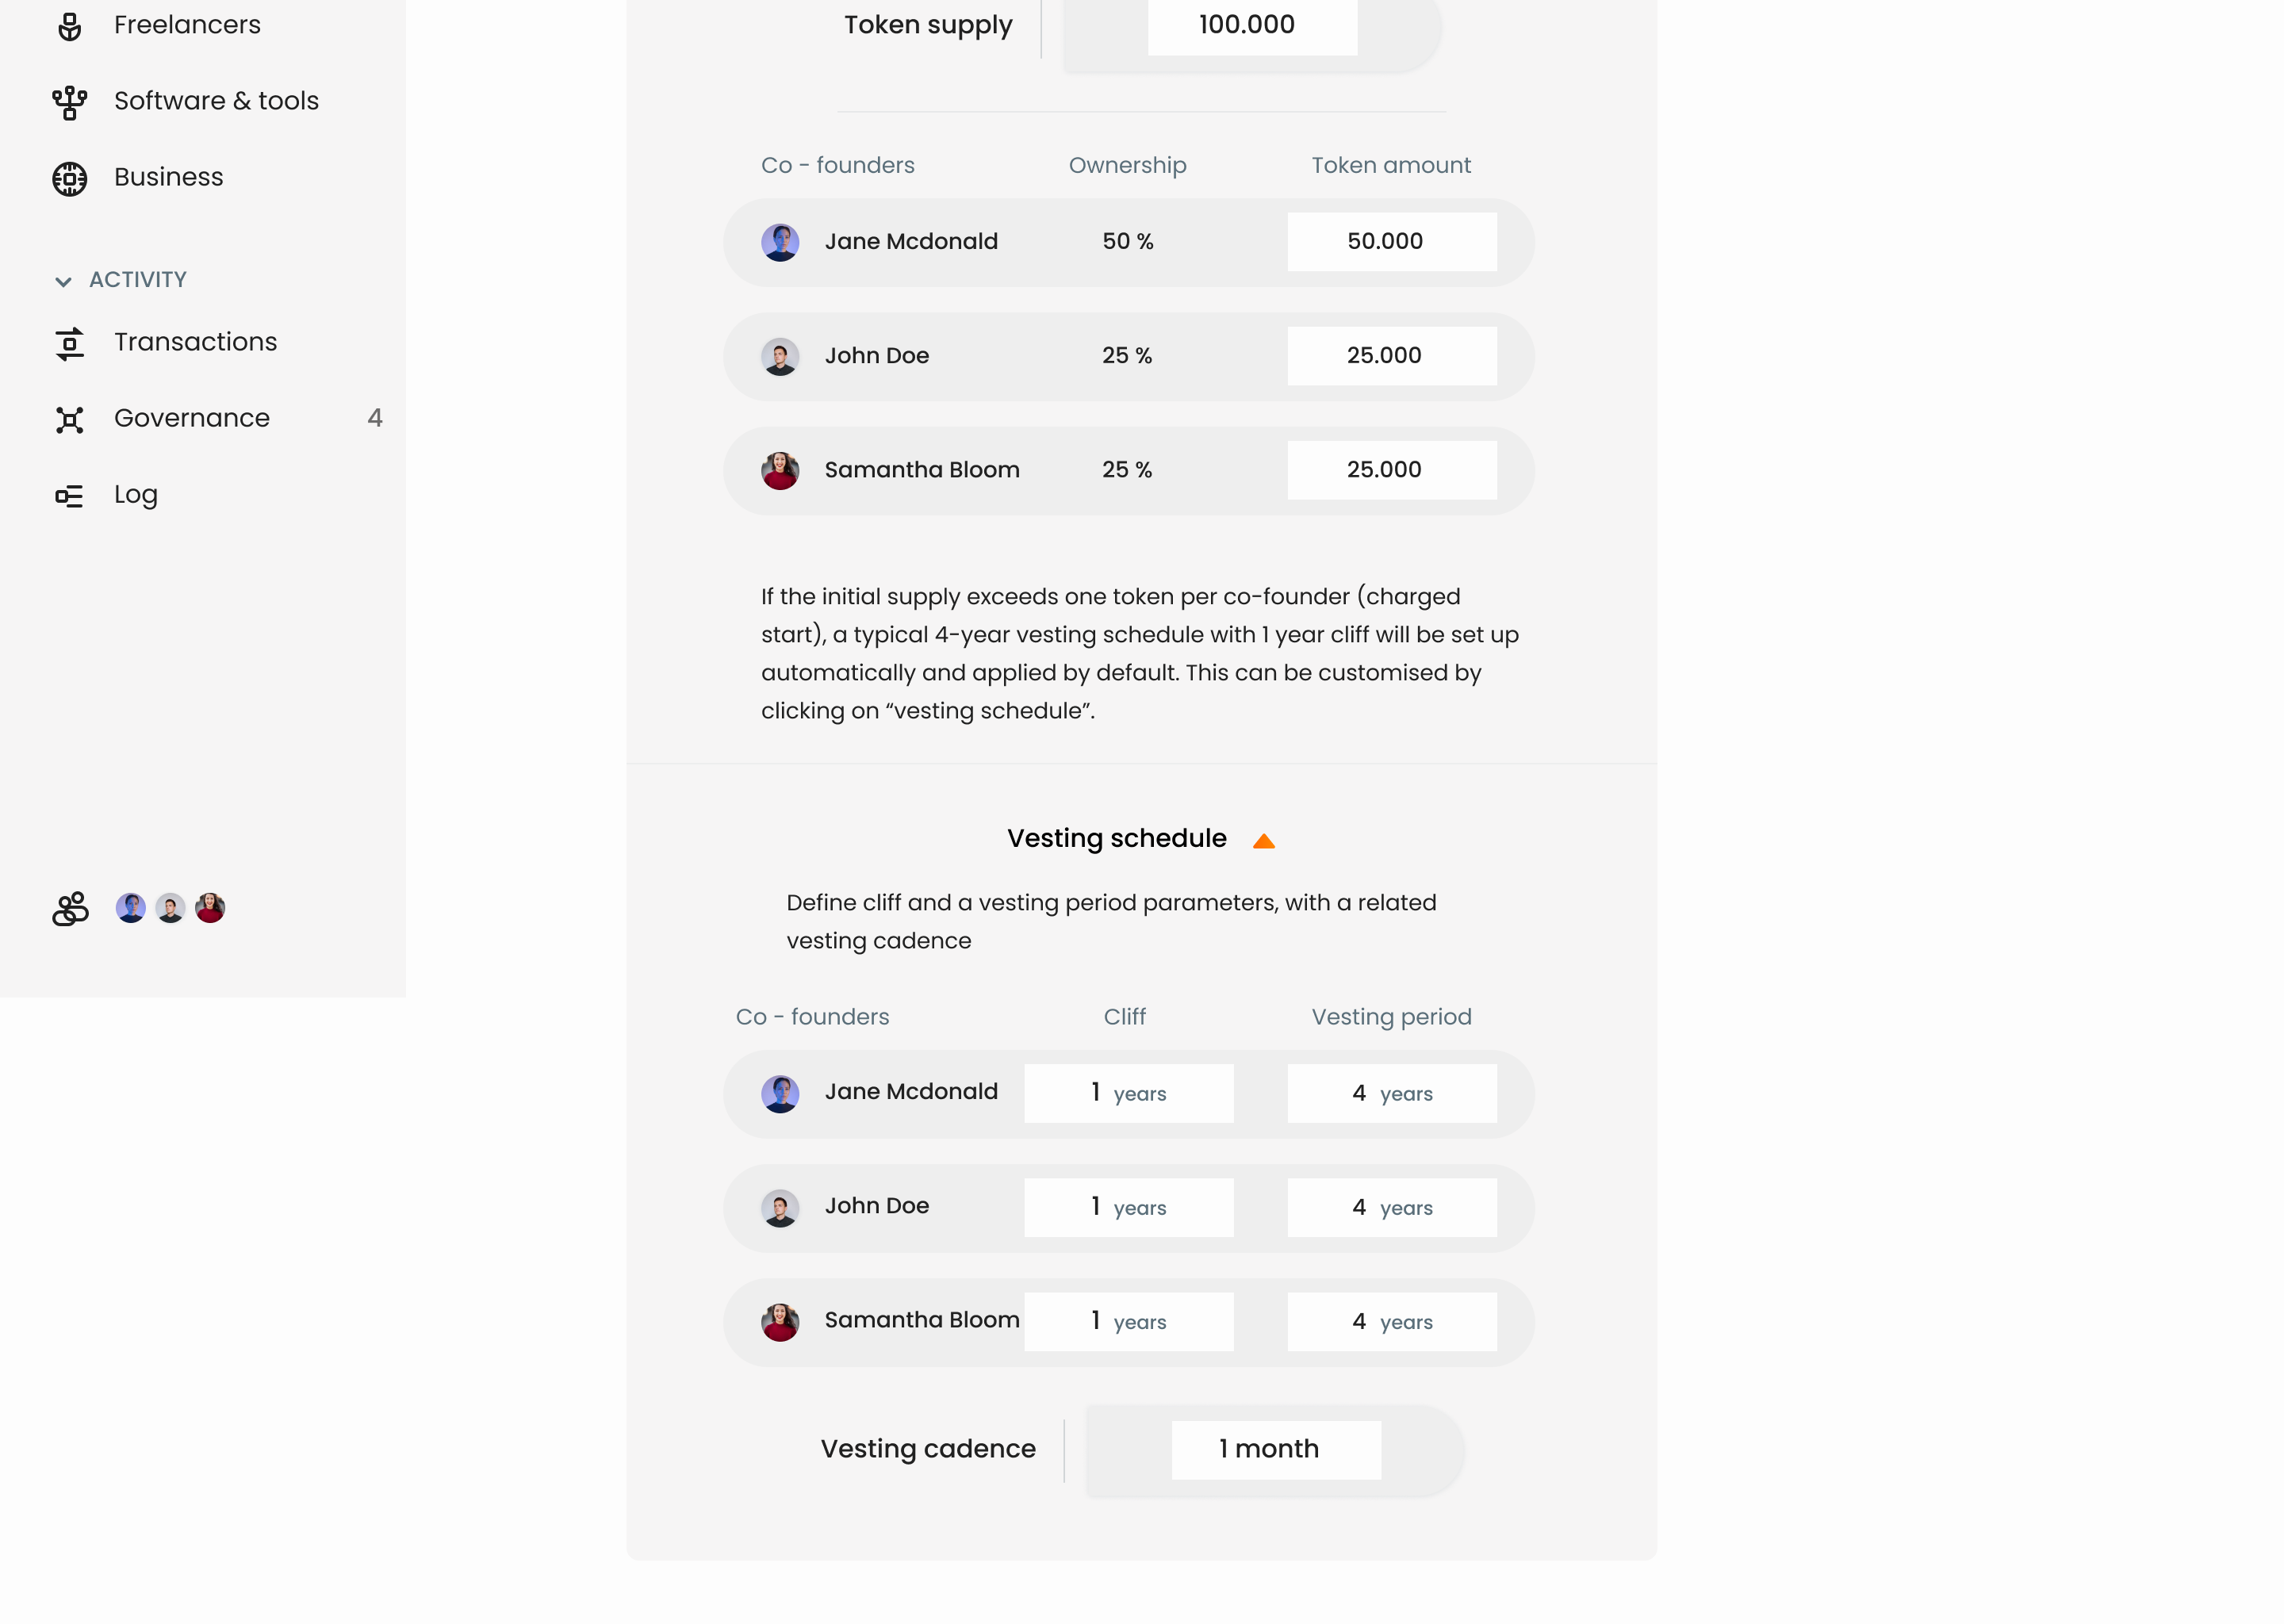 Freelancers
Software & tools
Business
ACTIVITY
Transactions
Governance 4
Log
Token supply 100.000
Co - founders Ownership Token amount
Jane Mcdonald 50 % 50.000
John Doe 25 % 25.000
Samantha Bloom 25 % 25.000
If the initial supply exceeds one token per co-founder (charged
start), a typical 4-year vesting schedule with 1 year cliff will be set up
automatically and applied by default. This can be customised by
clicking on “vesting schedule”.
Vesting schedule
Define cliff and a vesting period parameters, with a related
vesting cadence
Co - founders Cliff Vesting period
Jane Mcdonald 1 years 4 years
John Doe 1 years 4 years
Samantha Bloom 1 years 4 years
Vesting cadence 1 month